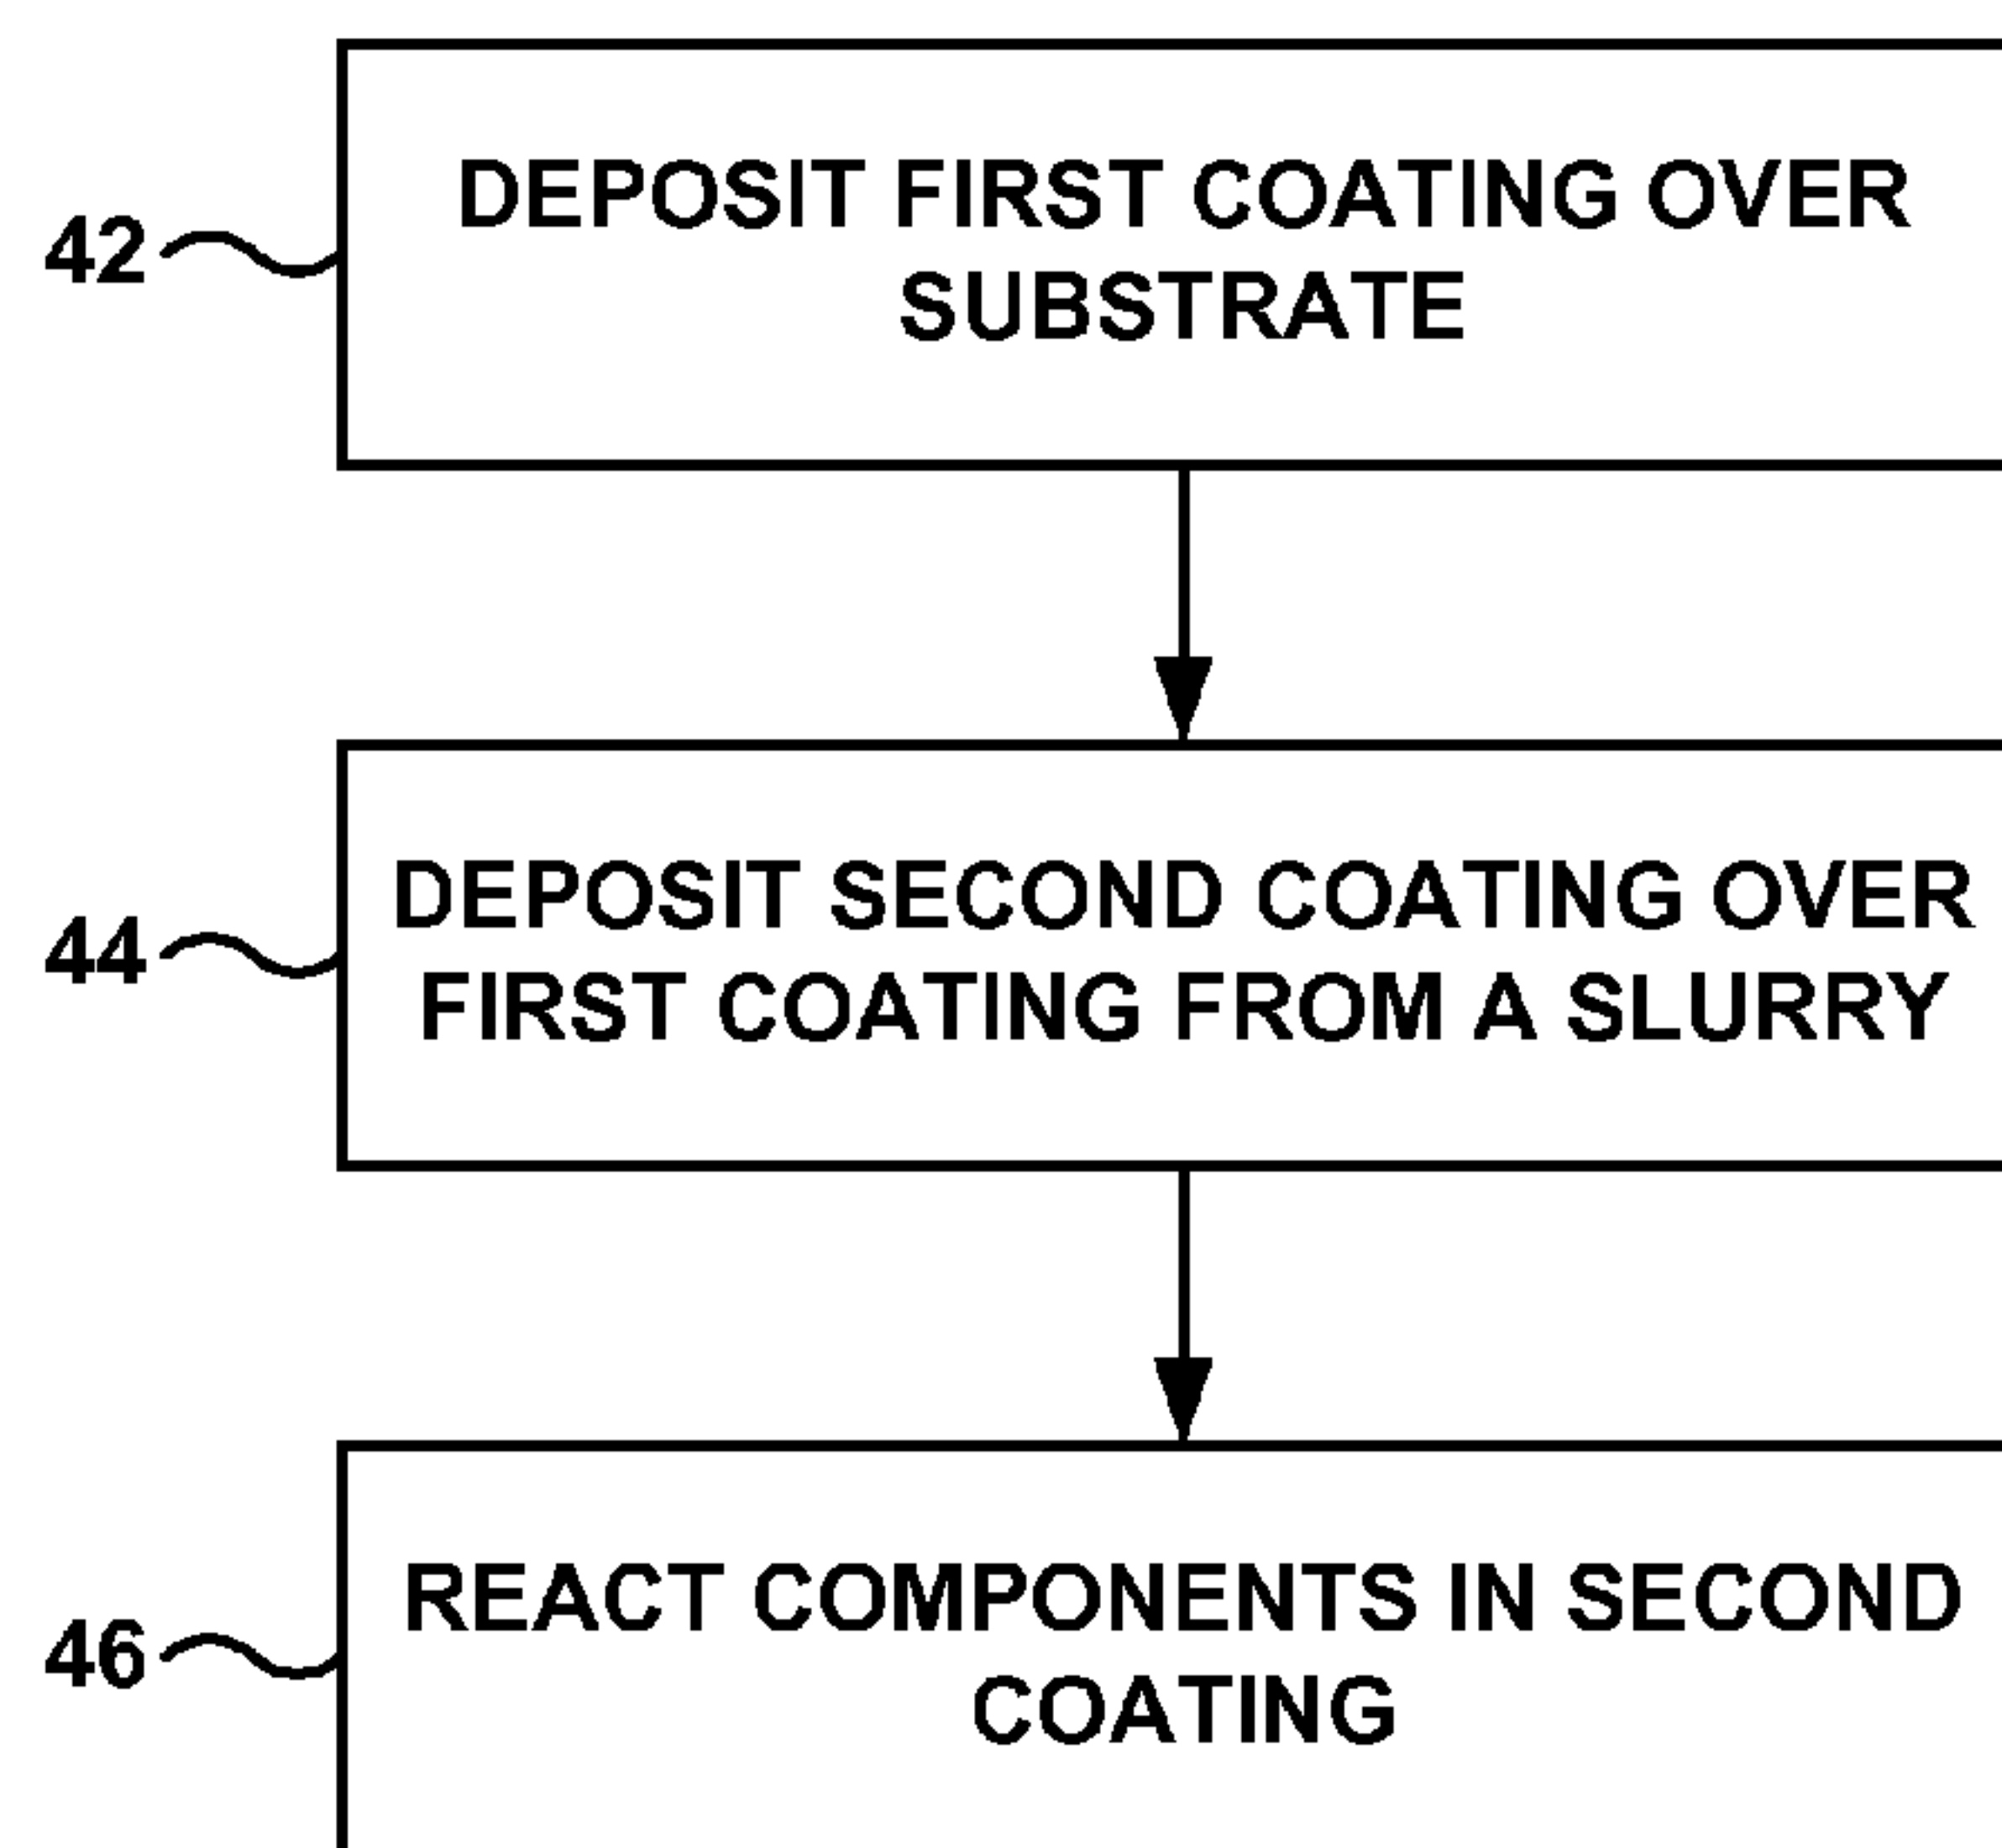 42
DEPOSIT FIRST COATING OVER
SUBSTRATE
44
DEPOSIT SECOND COATING OVER
FIRST COATING FROM A SLURRY
46
REACT COMPONENTS IN SECOND
COATING